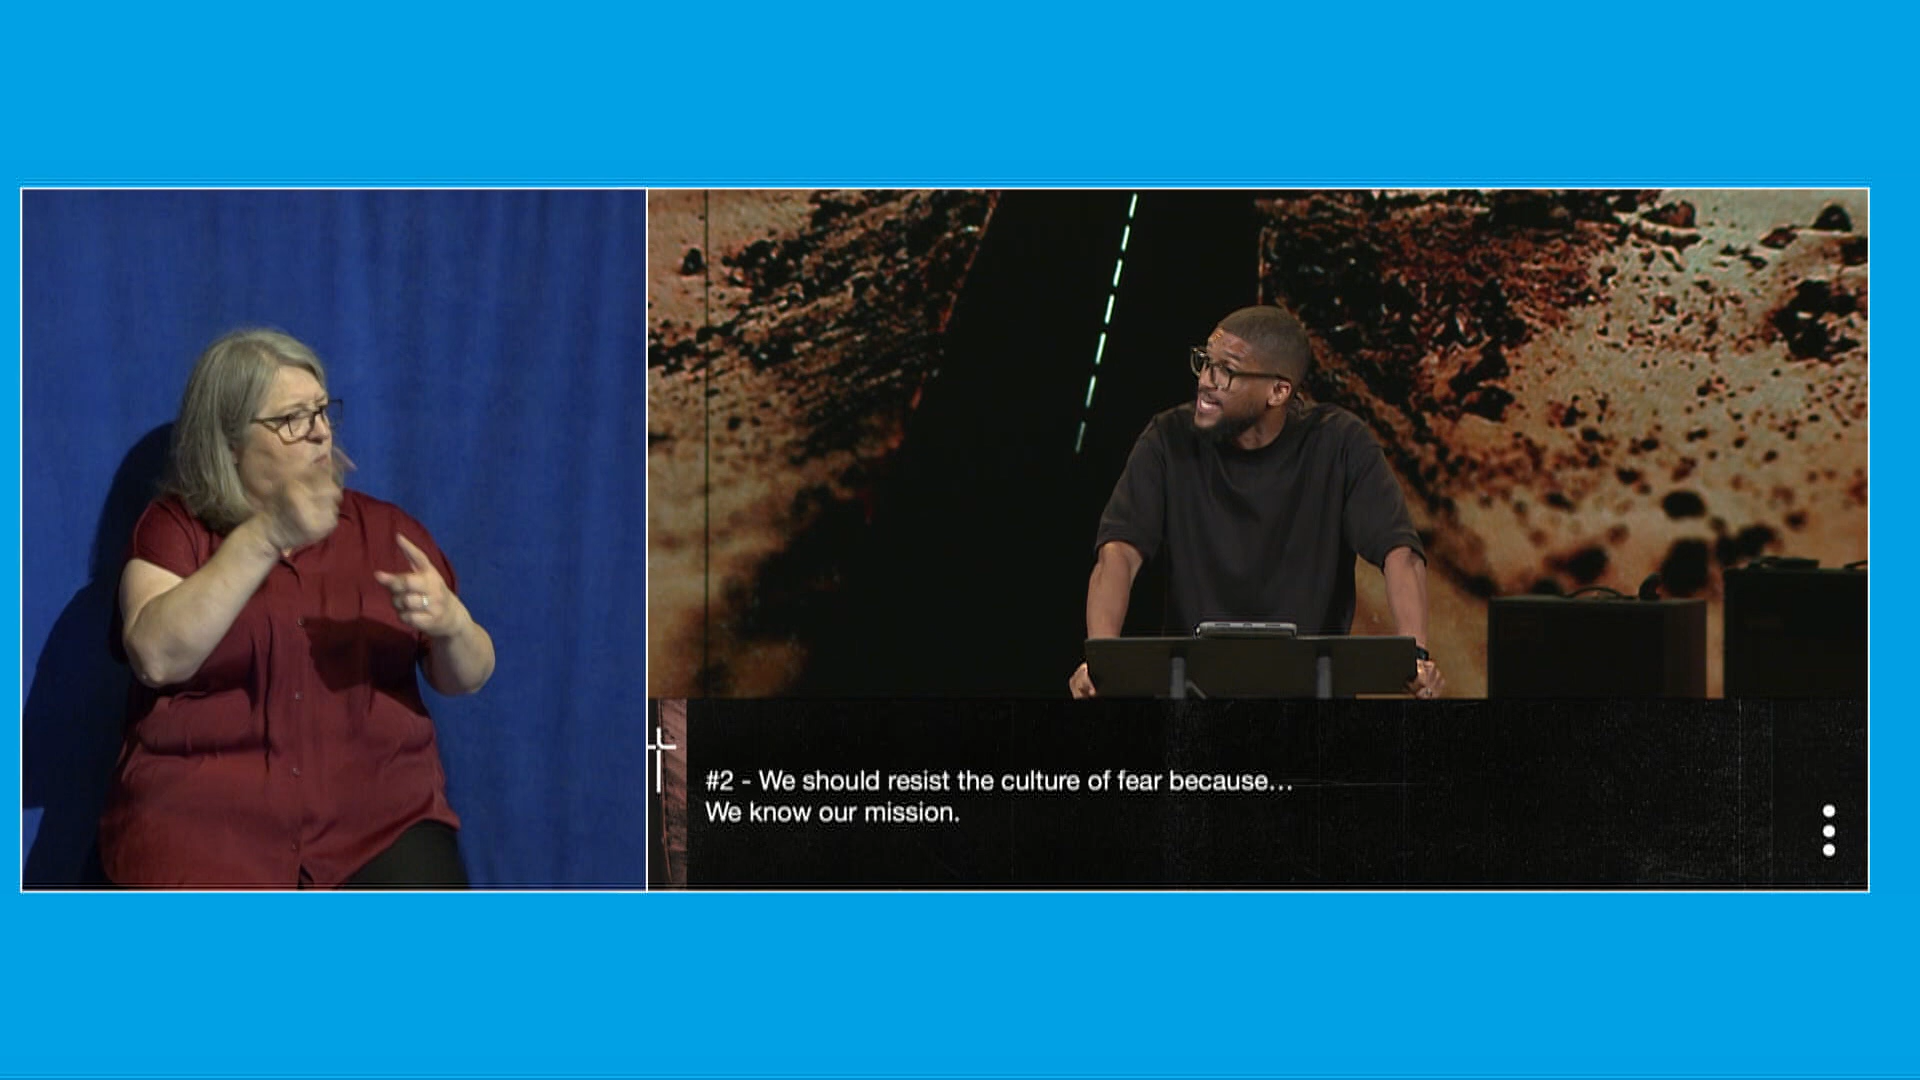 #2 - We should resist the culture of fear because...
We know our mission.